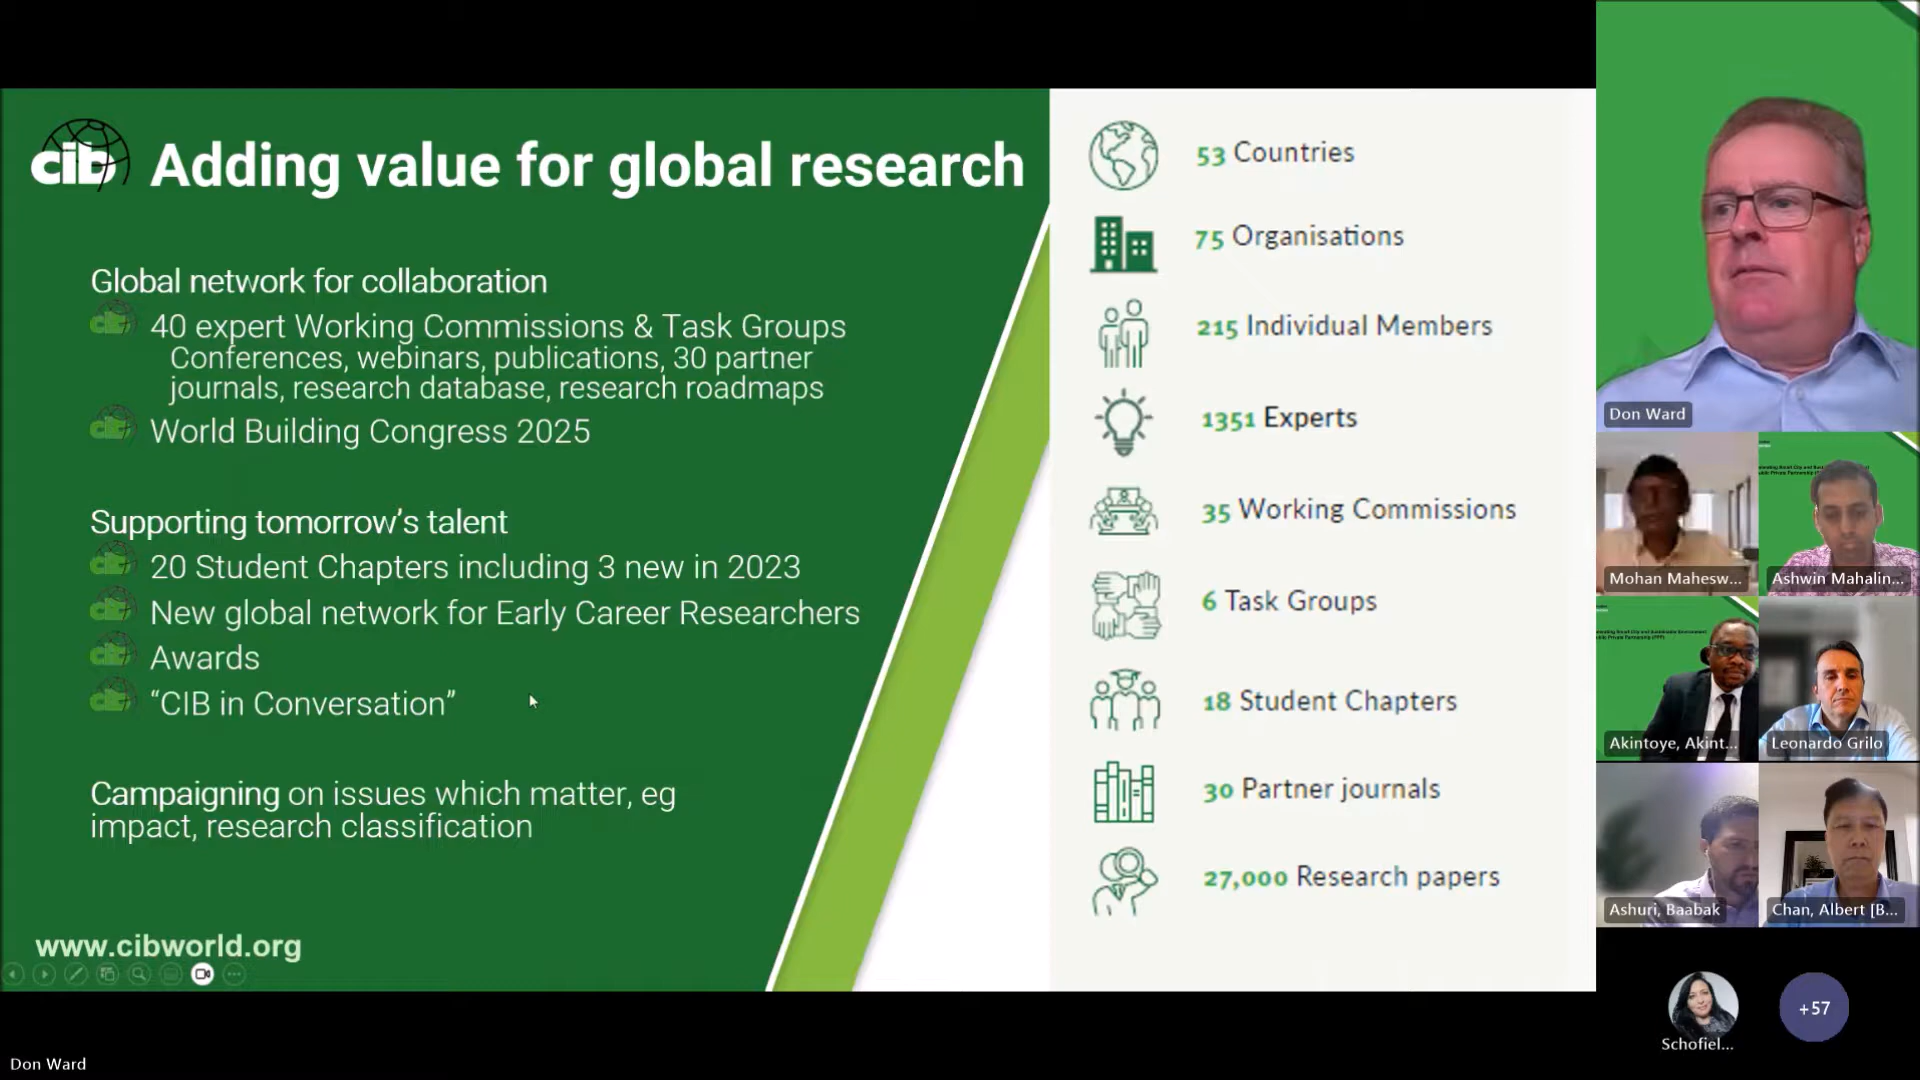 cib Adding value for global research
Global network for collaboration
40 expert Working Commissions & Task Groups
Conferences, webinars, publications, 30 partner
journals, research database, research roadmaps
World Building Congress 2025
Supporting tomorrow's talent
20 Student Chapters including 3 new in 2023
New global network for Early Career Researchers
Awards
“CIB in Conversation”
Campaigning on issues which matter, eg
impact, research classification
www.cibworld.org
53 Countries
75 Organisations
215 Individual Members
1351 Experts
35 Working Commissions
6 Task Groups
18 Student Chapters
30 Partner journals
27,000 Research papers
Don Ward
Mohan Mahesw...
Ashwin Mahalin...
Akintoye, Akint...
Leonardo Grilo
Ashuri, Baabak
Chan, Albert [B...
Schofiel...
+57
Don Ward